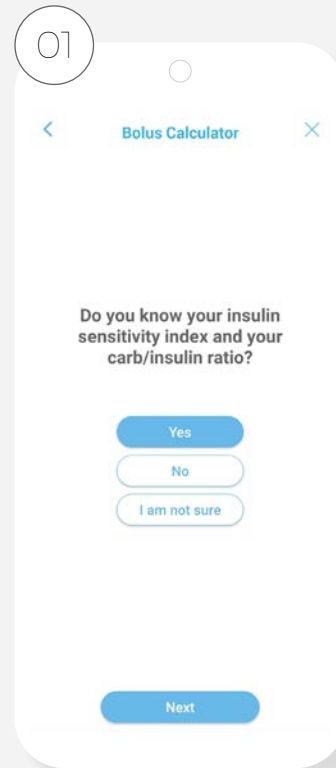 01
Bolus Calculator
Do you know your insulin
sensitivity index and your
carb/insulin ratio?
Yes
No
I am not sure
Next